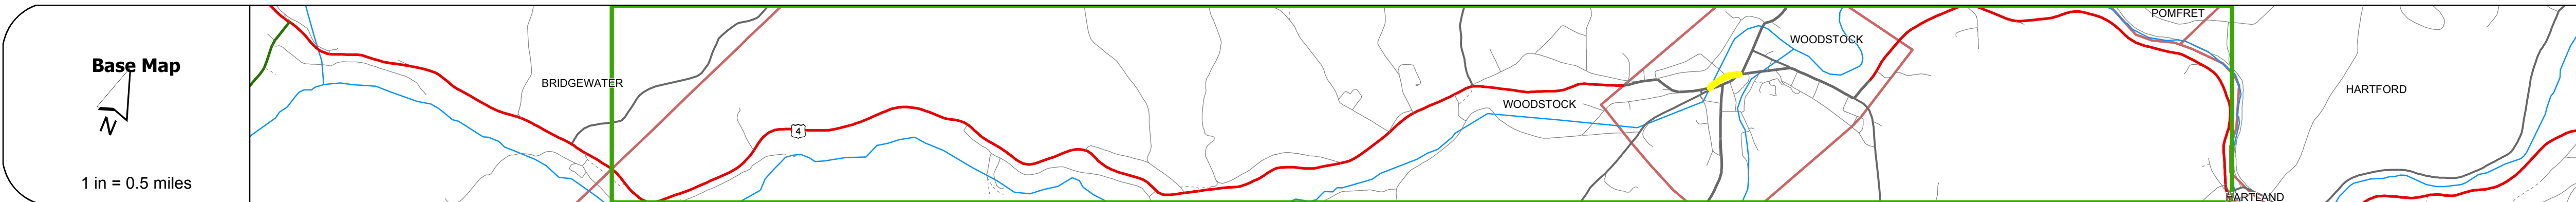 Base Map
N
1 in = 0.5 miles
BRIDGEWATER
4
WOODSTOCK
WOODSTOCK
POMFRET
HARTFORD
HARTLAND